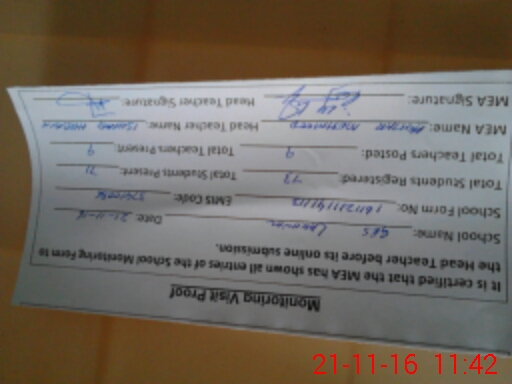 Monitoring Visit Proof
It is certified that the MEA has shown all entries of the School Monitoring Form to
the Head Teacher before its online submission.
School Name: GES Date: 21-11-16
School Form No: EMIS Code:
Total Students Registered: 73 Total Students Present: 71
Total Teachers Posted: 9 Total Teachers Present: 9
MEA Name: Head Teacher Name:
MEA Signature: Head Teacher Signature:
21-11-16 11:42